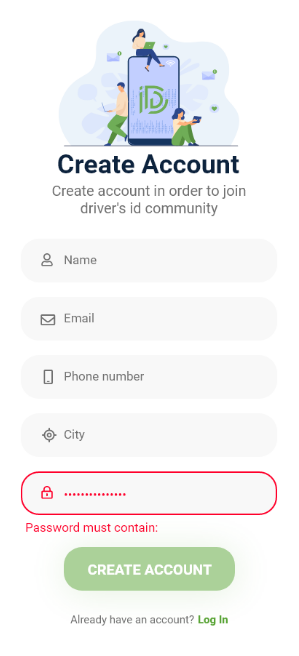 iD
Create Account
Create account in order to join
driver's id community
Name
Email
Phone number
City
•••••••••••••••
Password must contain:
CREATE ACCOUNT
Already have an account? Log In